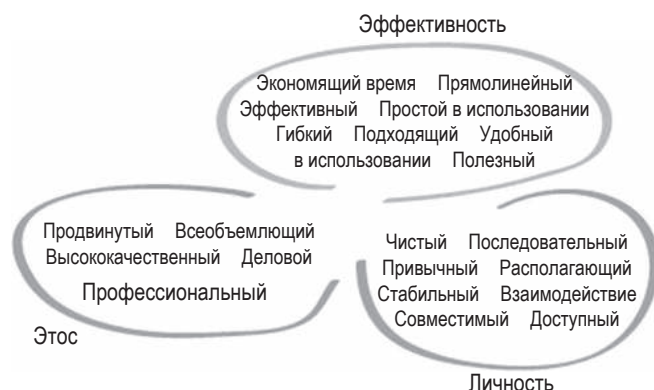 Эффективность
Экономящий время Прямолинейный
Эффективный Простой в использовании
Гибкий Подходящий Удобный
в использовании Полезный
Продвинутый Всеобъемлющий
Высококачественный Деловой
Профессиональный
Этос
Чистый Последовательный
Привычный Располагающий
Стабильный Взаимодействие
Совместимый Доступный
Личность